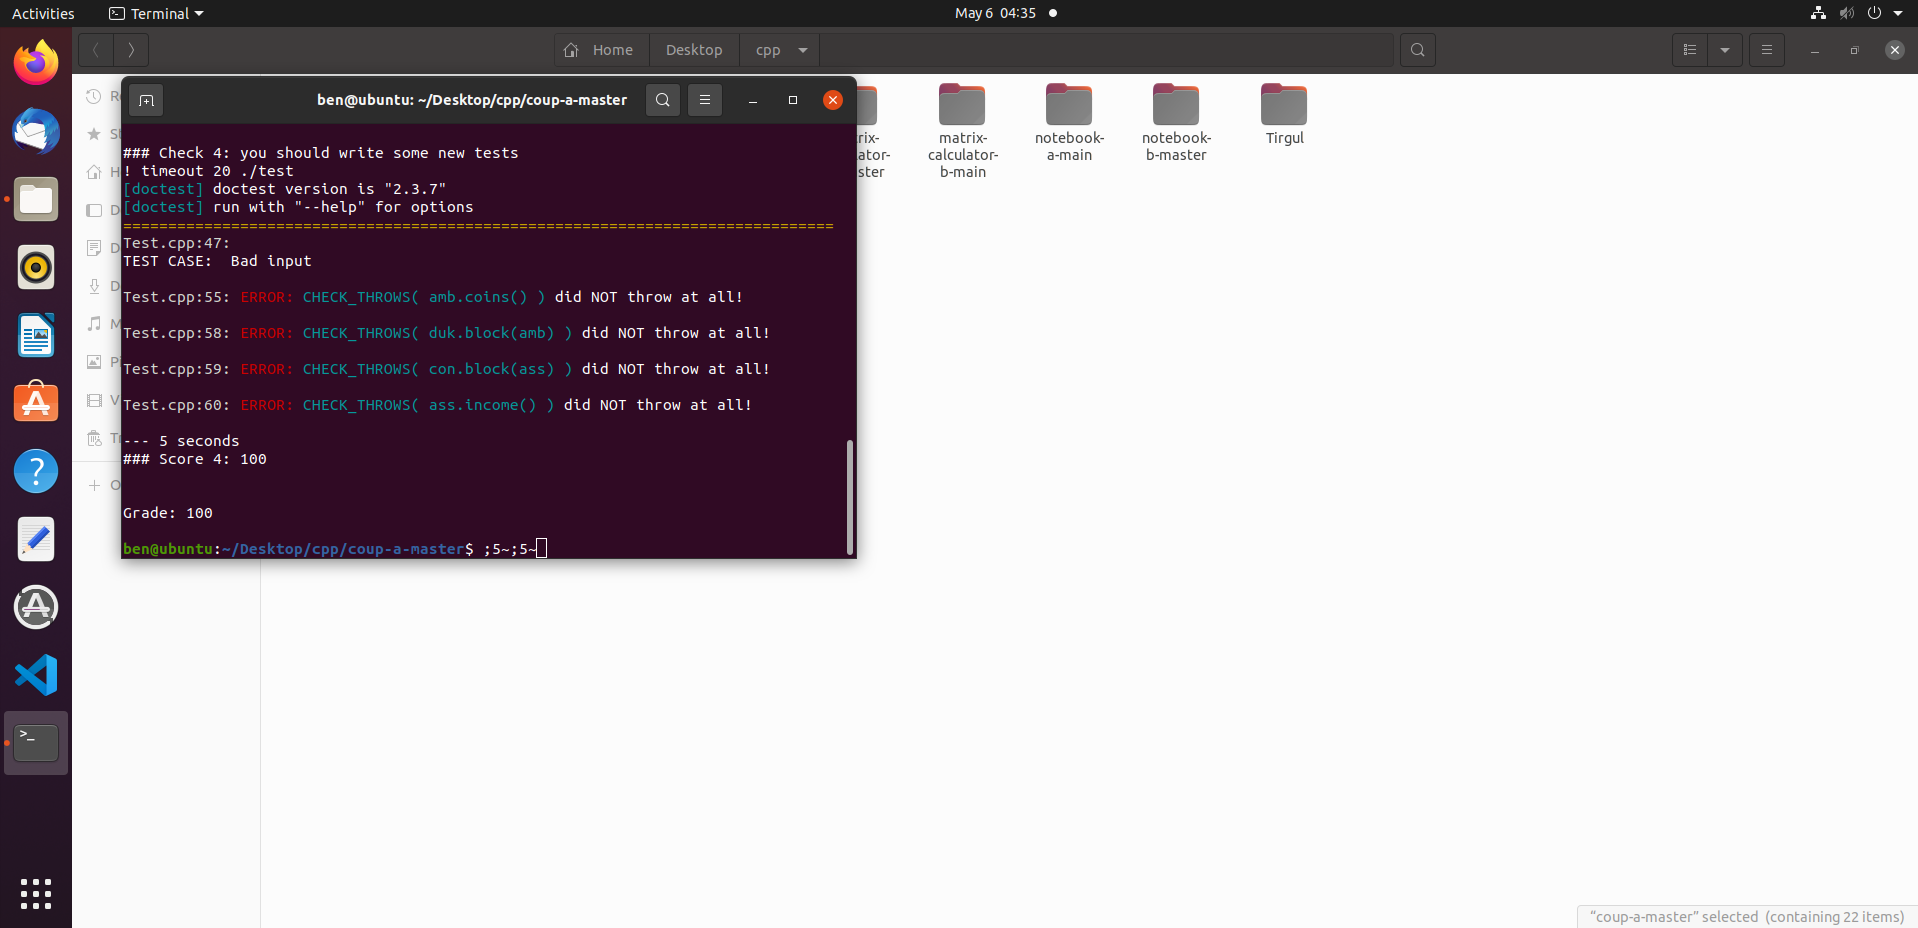 Activities
Terminal
May 6 04:35
Home
Desktop
cpp
ben@ubuntu: ~/Desktop/cpp/coup-a-master
### Check 4: you should write some new tests
! timeout 20 ./test
[doctest] doctest version is "2.3.7"
[doctest] run with "--help" for options
===============================================================================
Test.cpp:47:
TEST CASE:  Bad input
Test.cpp:55: ERROR: CHECK_THROWS( amb.coins() ) did NOT throw at all!
Test.cpp:58: ERROR: CHECK_THROWS( duk.block(amb) ) did NOT throw at all!
Test.cpp:59: ERROR: CHECK_THROWS( con.block(ass) ) did NOT throw at all!
Test.cpp:60: ERROR: CHECK_THROWS( ass.income() ) did NOT throw at all!
--- 5 seconds
### Score 4: 100
Grade: 100
ben@ubuntu:~/Desktop/cpp/coup-a-master$ ;5~;5~
matrix-
calculator-
b-main
notebook-
a-main
notebook-
b-master
Tirgul
"coup-a-master" selected (containing 22 items)